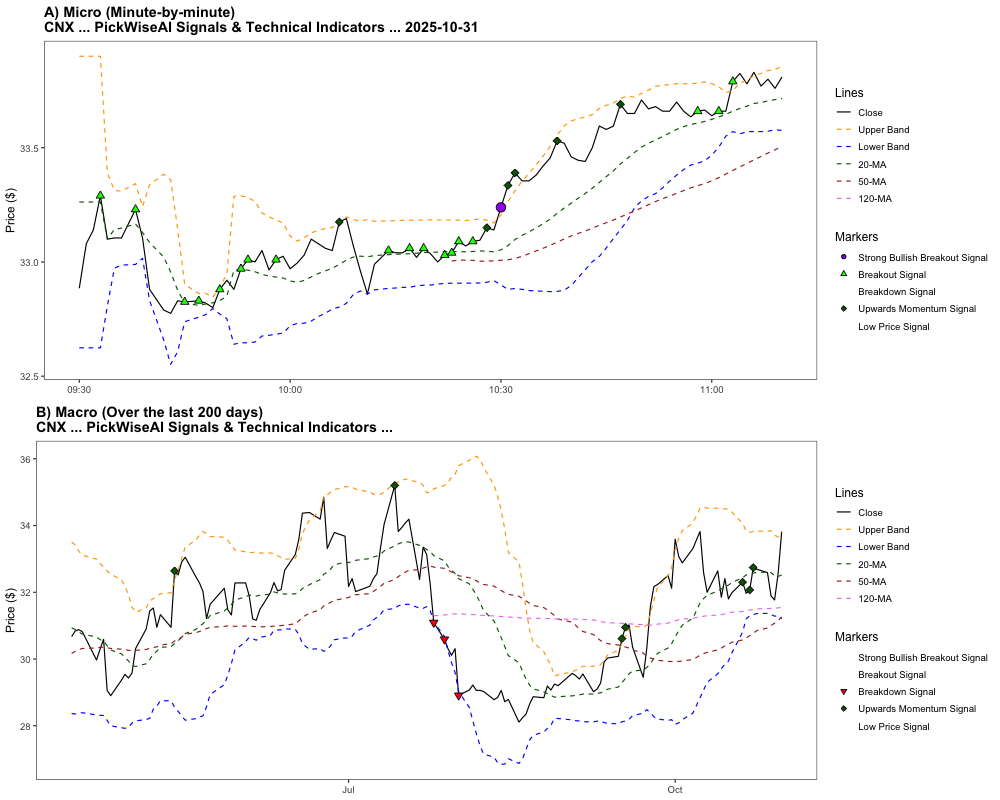 A) Micro (Minute-by-minute)
CNX ... PickWiseAI Signals & Technical Indicators ... 2025-10-31
Price ($)
33.5
33.0
32.5
09:30
10:00
10:30
11:00
Lines
Close
Upper Band
Lower Band
20-MA
50-MA
120-MA
Markers
Strong Bullish Breakout Signal
Breakout Signal
Breakdown Signal
Upwards Momentum Signal
Low Price Signal
B) Macro (Over the last 200 days)
CNX ... PickWiseAI Signals & Technical Indicators ...
Price ($)
36
34
32
30
28
Jul
Oct
Lines
Close
Upper Band
Lower Band
20-MA
50-MA
120-MA
Markers
Strong Bullish Breakout Signal
Breakout Signal
Breakdown Signal
Upwards Momentum Signal
Low Price Signal